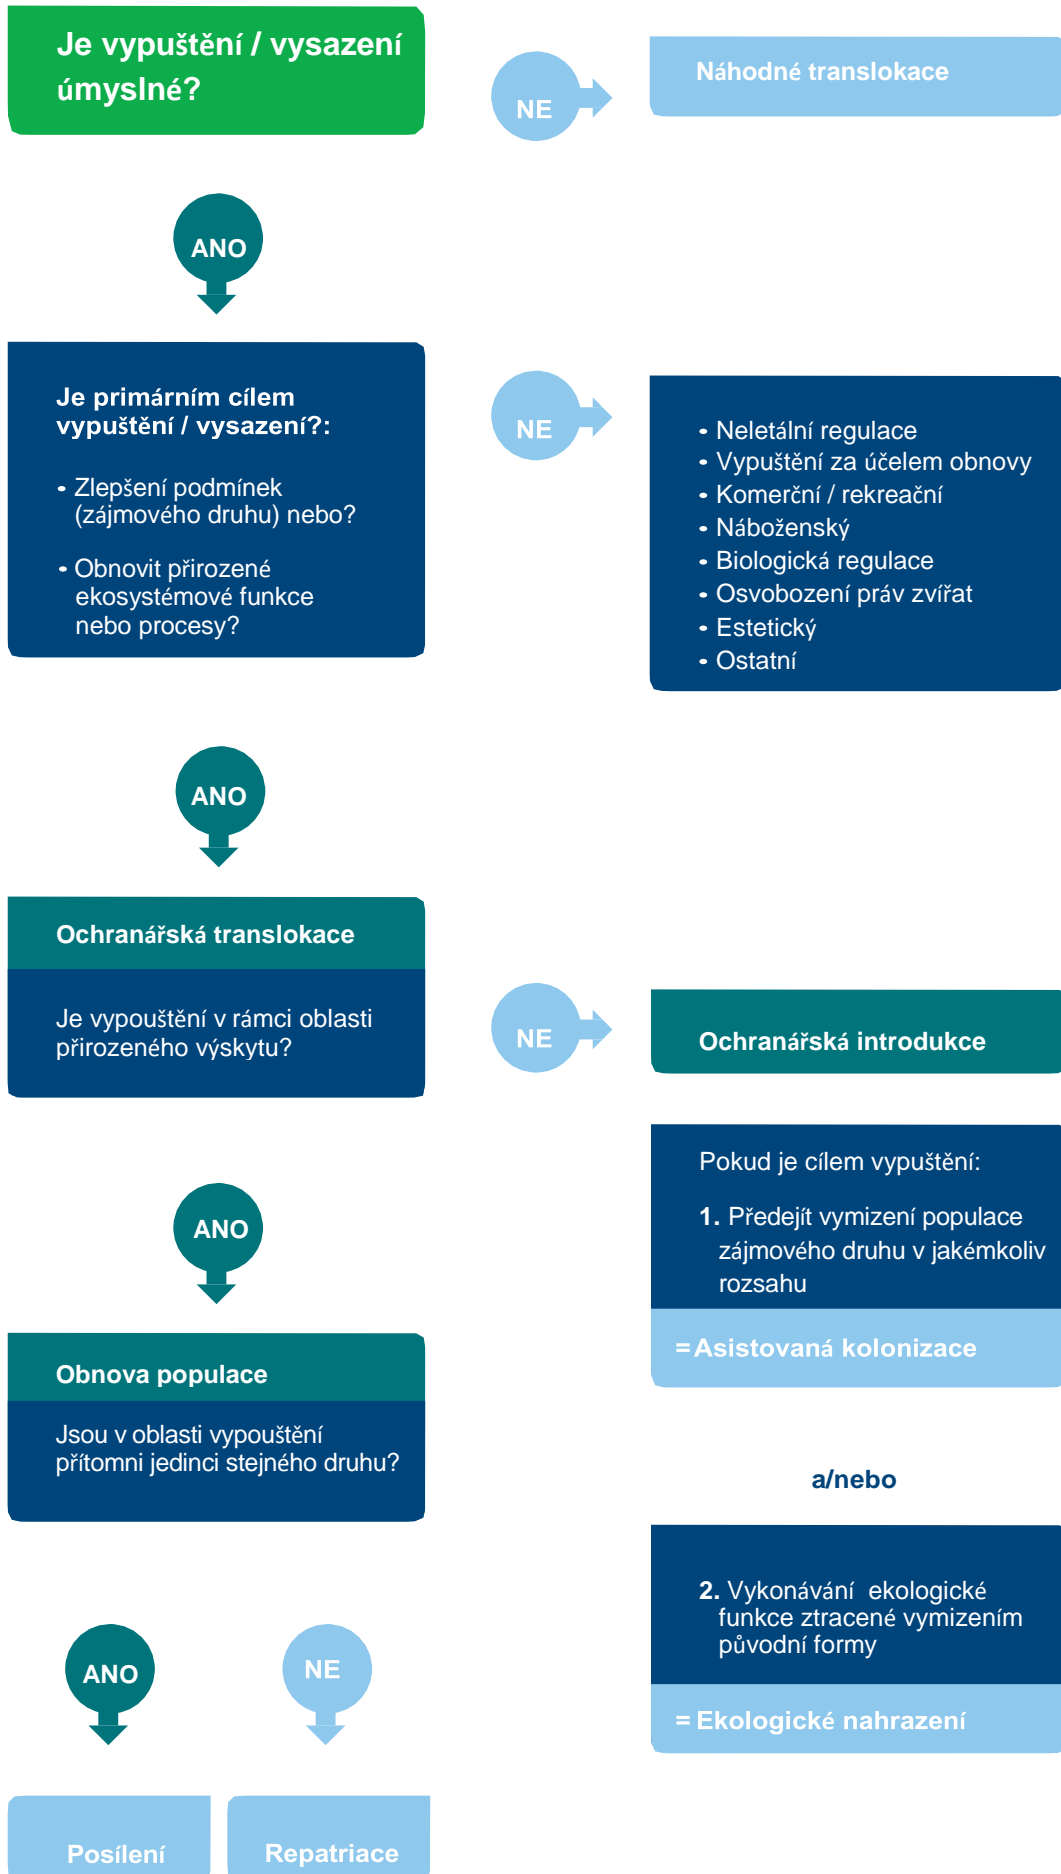 Je vypuštění / vysazení
úmyslné?
NE
Náhodné translokace
ANO
Je primárním cílem
vypuštění / vysazení?:
• Zlepšení podmínek
(zájmového druhu) nebo?
• Obnovit přirozené
ekosystémové funkce
nebo procesy?
NE
• Neletální regulace
• Vypuštění za účelem obnovy
• Komerční / rekreační
• Náboženský
• Biologická regulace
• Osvobození práv zvířat
• Estetický
• Ostatní
ANO
Ochranářská translokace
Je vypouštění v rámci oblasti
přirozeného výskytu?
NE
Ochranářská introdukce
Pokud je cílem vypuštění:
1. Předejít vymizení populace
zájmového druhu v jakémkoliv
rozsahu
= Asistovaná kolonizace
a/nebo
2. Vykonávání ekologické
funkce ztracené vymizením
původní formy
= Ekologické nahrazení
ANO
Obnova populace
Jsou v oblasti vypouštění
přítomni jedinci stejného druhu?
ANO
NE
Posílení
Repatriace